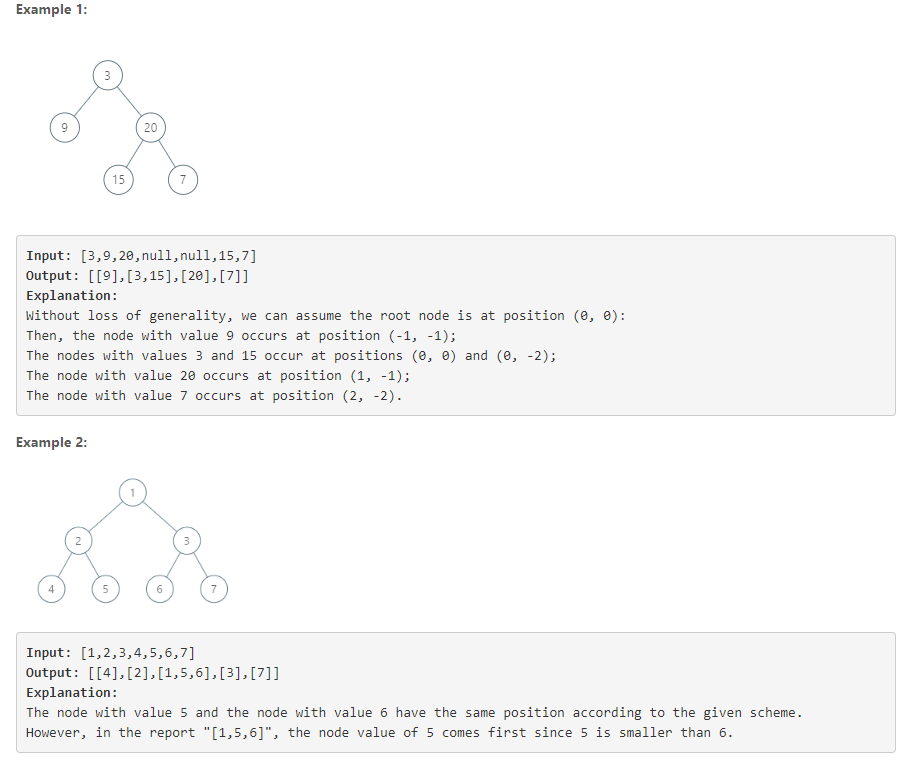 Example 1:
3
9
20
15
7
Input: [3,9,20,null,null,15,7]
Output: [[9],[3,15],[20],[7]]
Explanation:
Without loss of generality, we can assume the root node is at position (0, 0):
Then, the node with value 9 occurs at position (-1, -1);
The nodes with values 3 and 15 occur at positions (0, 0) and (0, -2);
The node with value 20 occurs at position (1, -1);
The node with value 7 occurs at position (2, -2).
Example 2:
1
2
3
4
5
6
7
Input: [1,2,3,4,5,6,7]
Output: [[4],[2],[1,5,6],[3],[7]]
Explanation:
The node with value 5 and the node with value 6 have the same position according to the given scheme.
However, in the report "[1,5,6]", the node value of 5 comes first since 5 is smaller than 6.